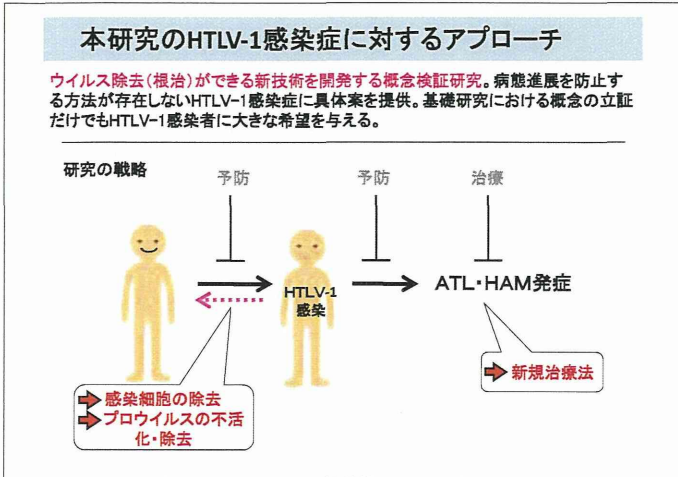 本研究のHTLV-1感染症に対するアプローチ
ウイルス除去(根治)ができる新技術を開発する概念検証研究。病態進展を防止す
る方法が存在しないHTLV-1感染症に具体案を提供。基礎研究における概念の立証
だけでもHTLV-1感染者に大きな希望を与える。
研究の戦略
予防
予防
治療
HTLV-1
感染
ATL・HAM発症
感染細胞の除去
プロウイルスの不活
化・除去
新規治療法